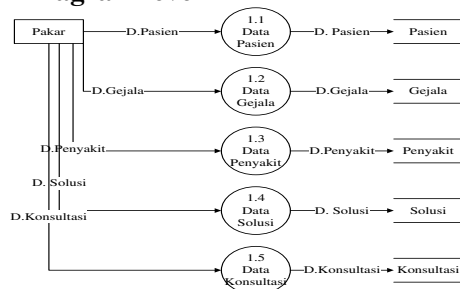 Pakar
D.Pasien
1.1
Data
Pasien
D. Pasien
Pasien
D.Gejala
1.2
Data
Gejala
D.Gejala
Gejala
D.Penyakit
1.3
Data
Penyakit
D.Penyakit
Penyakit
D. Solusi
1.4
Data
Solusi
D. Solusi
Solusi
D.Konsultasi
1.5
Data
Konsultasi
D.Konsultasi
Konsultasi